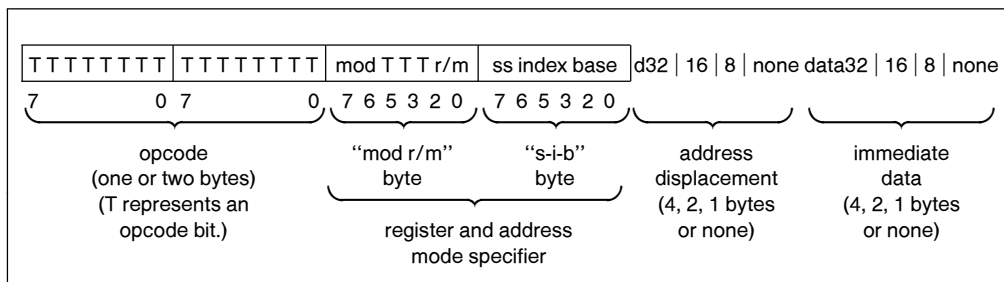 T T T T T T T T T T T T T T T T mod T T T r/m ss index base d32 | 16 | 8 | none data32 | 16 | 8 | none
7 0 7 0 7 6 5 3 2 0 7 6 5 3 2 0
opcode "mod r/m" "s-i-b" address immediate
(one or two bytes) byte byte displacement data
(T represents an (4, 2, 1 bytes (4, 2, 1 bytes
opcode bit.) register and address or none) or none)
mode specifier